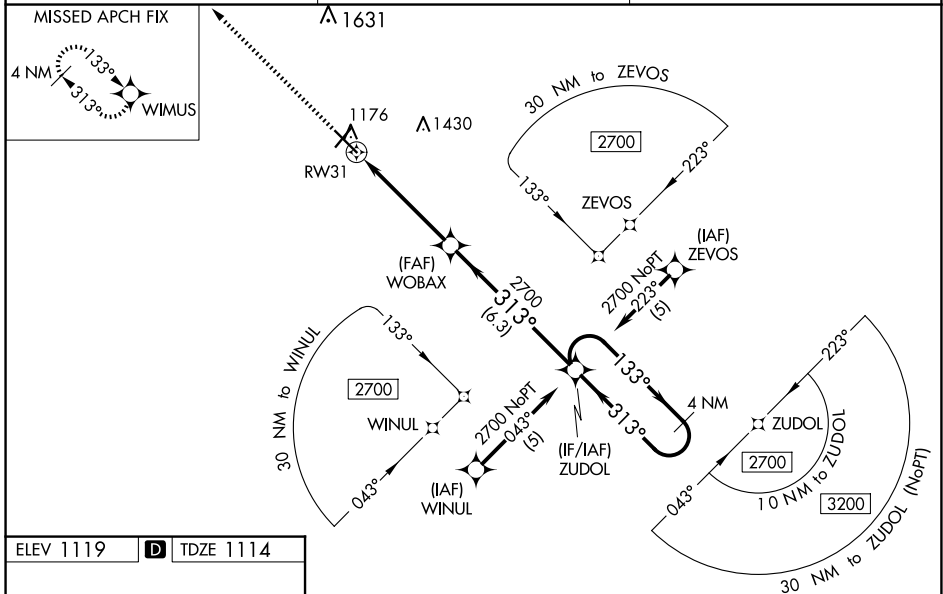 MISSED APCH FIX
4 NM
133°
313°
WIMUS
1631
1176
1430
RW31
30 NM to ZEVOS
2700
133°
223°
ZEVOS
(IAF)
ZEVOS
2700 NoPT
223°
(5)
(FAF)
WOBAX
2700
313°
(6.3)
30 NM to WINUL
133°
2700
WINUL
043°
2700 NoPT
043°
(5)
(IAF)
WINUL
(IF/IAF)
ZUDOL
133°
313°
4 NM
223°
ZUDOL
2700
10 NM to ZUDOL
043°
3200
30 NM to ZUDOL (NoPT)
ELEV 1119 D TDZE 1114